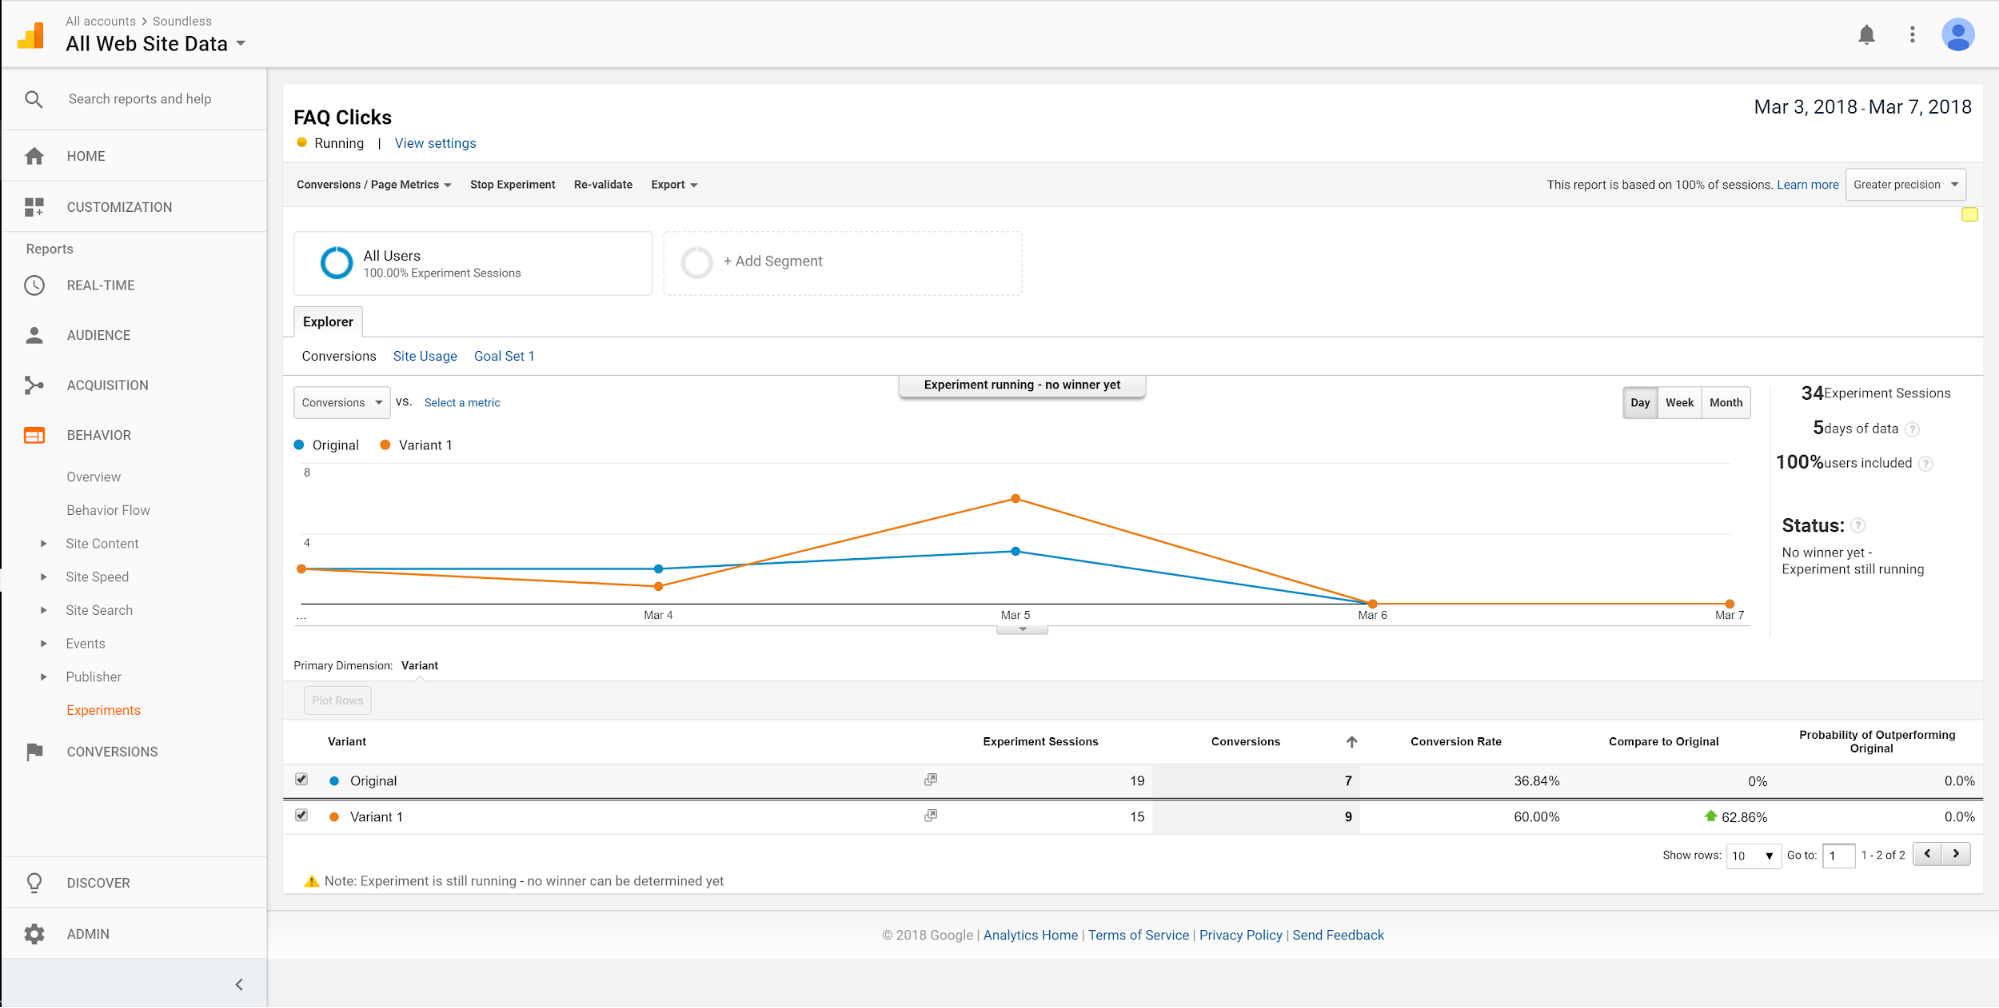 All accounts > Soundless
All Web Site Data
Search reports and help
HOME
CUSTOMIZATION
Reports
REAL-TIME
AUDIENCE
ACQUISITION
BEHAVIOR
Overview
Behavior Flow
Site Content
Site Speed
Site Search
Events
Publisher
Experiments
CONVERSIONS
DISCOVER
ADMIN
FAQ Clicks
Mar 3, 2018 - Mar 7, 2018
Running | View settings
Conversions / Page Metrics Stop Experiment Re-validate Export
This report is based on 100% of sessions. Learn more Greater precision
All Users
100.00% Experiment Sessions
+ Add Segment
Explorer
Conversions Site Usage Goal Set 1
Experiment running - no winner yet
Conversions vs. Select a metric
Day Week Month
Original Variant 1
8
4
... Mar 4 Mar 5 Mar 6 Mar 7
34 Experiment Sessions
5 days of data ?
100% users included ?
Status: ?
No winner yet -
Experiment still running
Primary Dimension: Variant
Plot Rows
Variant Experiment Sessions Conversions Conversion Rate Compare to Original Probability of Outperforming
Original
Original 19 7 36.84% 0% 0.0%
Variant 1 15 9 60.00% 62.86% 0.0%
Show rows: 10 Go to: 1 1 - 2 of 2
Note: Experiment is still running - no winner can be determined yet
© 2018 Google | Analytics Home | Terms of Service | Privacy Policy | Send Feedback